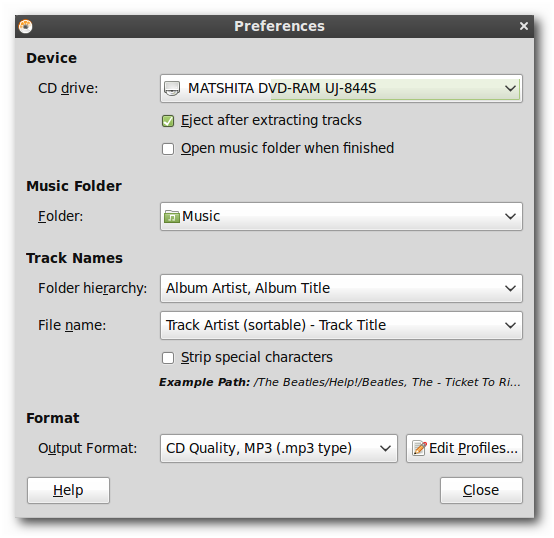 Preferences
Device
CD drive: MATSHITA DVD-RAM UJ-844S
Eject after extracting tracks
Open music folder when finished
Music Folder
Folder: Music
Track Names
Folder hierarchy: Album Artist, Album Title
File name: Track Artist (sortable) - Track Title
Strip special characters
Example Path: /The Beatles/Help!/Beatles, The - Ticket To Ri...
Format
Output Format: CD Quality, MP3 (.mp3 type) Edit Profiles...
Help Close